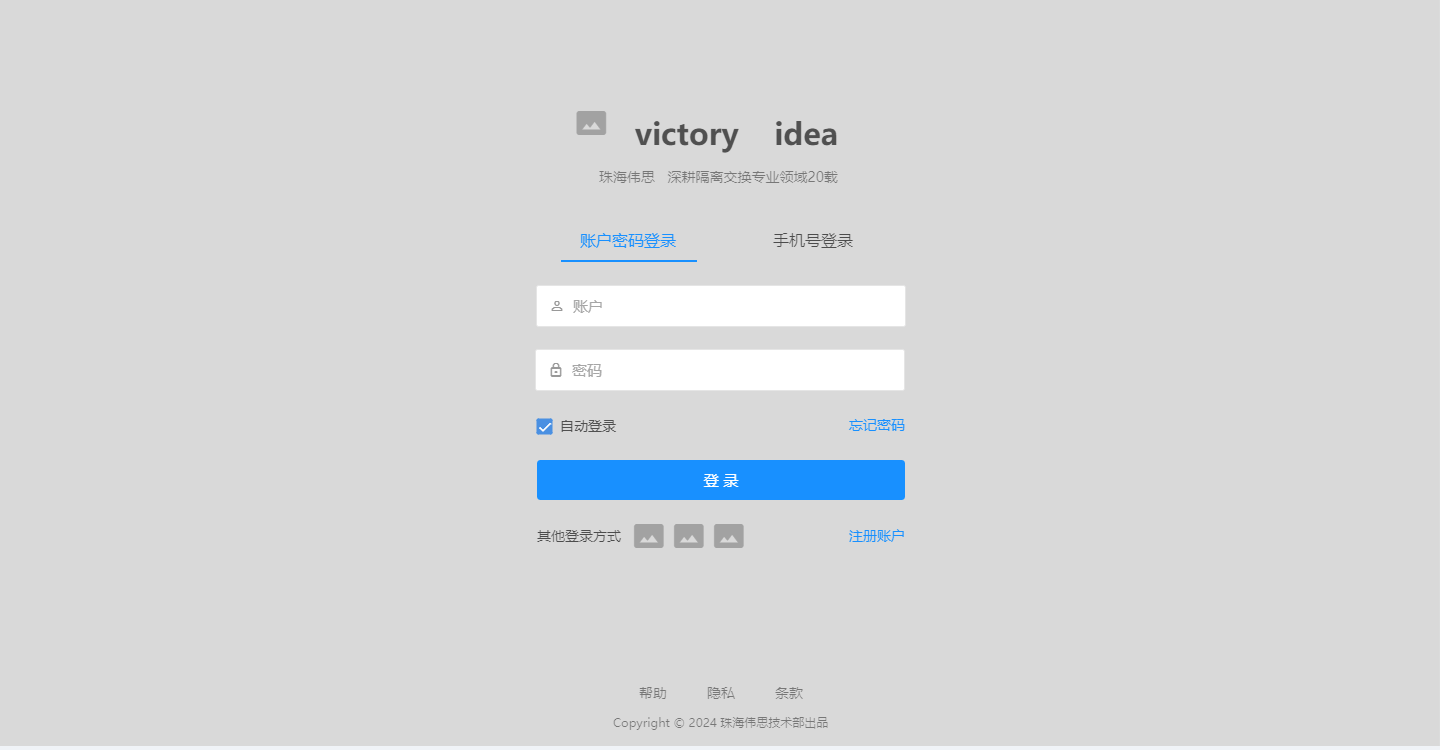 victory idea
珠海伟思 深耕隔离交换专业领域20载
账户密码登录 手机号登录
账户
密码
自动登录 忘记密码
登 录
其他登录方式 注册账户
帮助 隐私 条款
Copyright © 2024 珠海伟思技术部出品